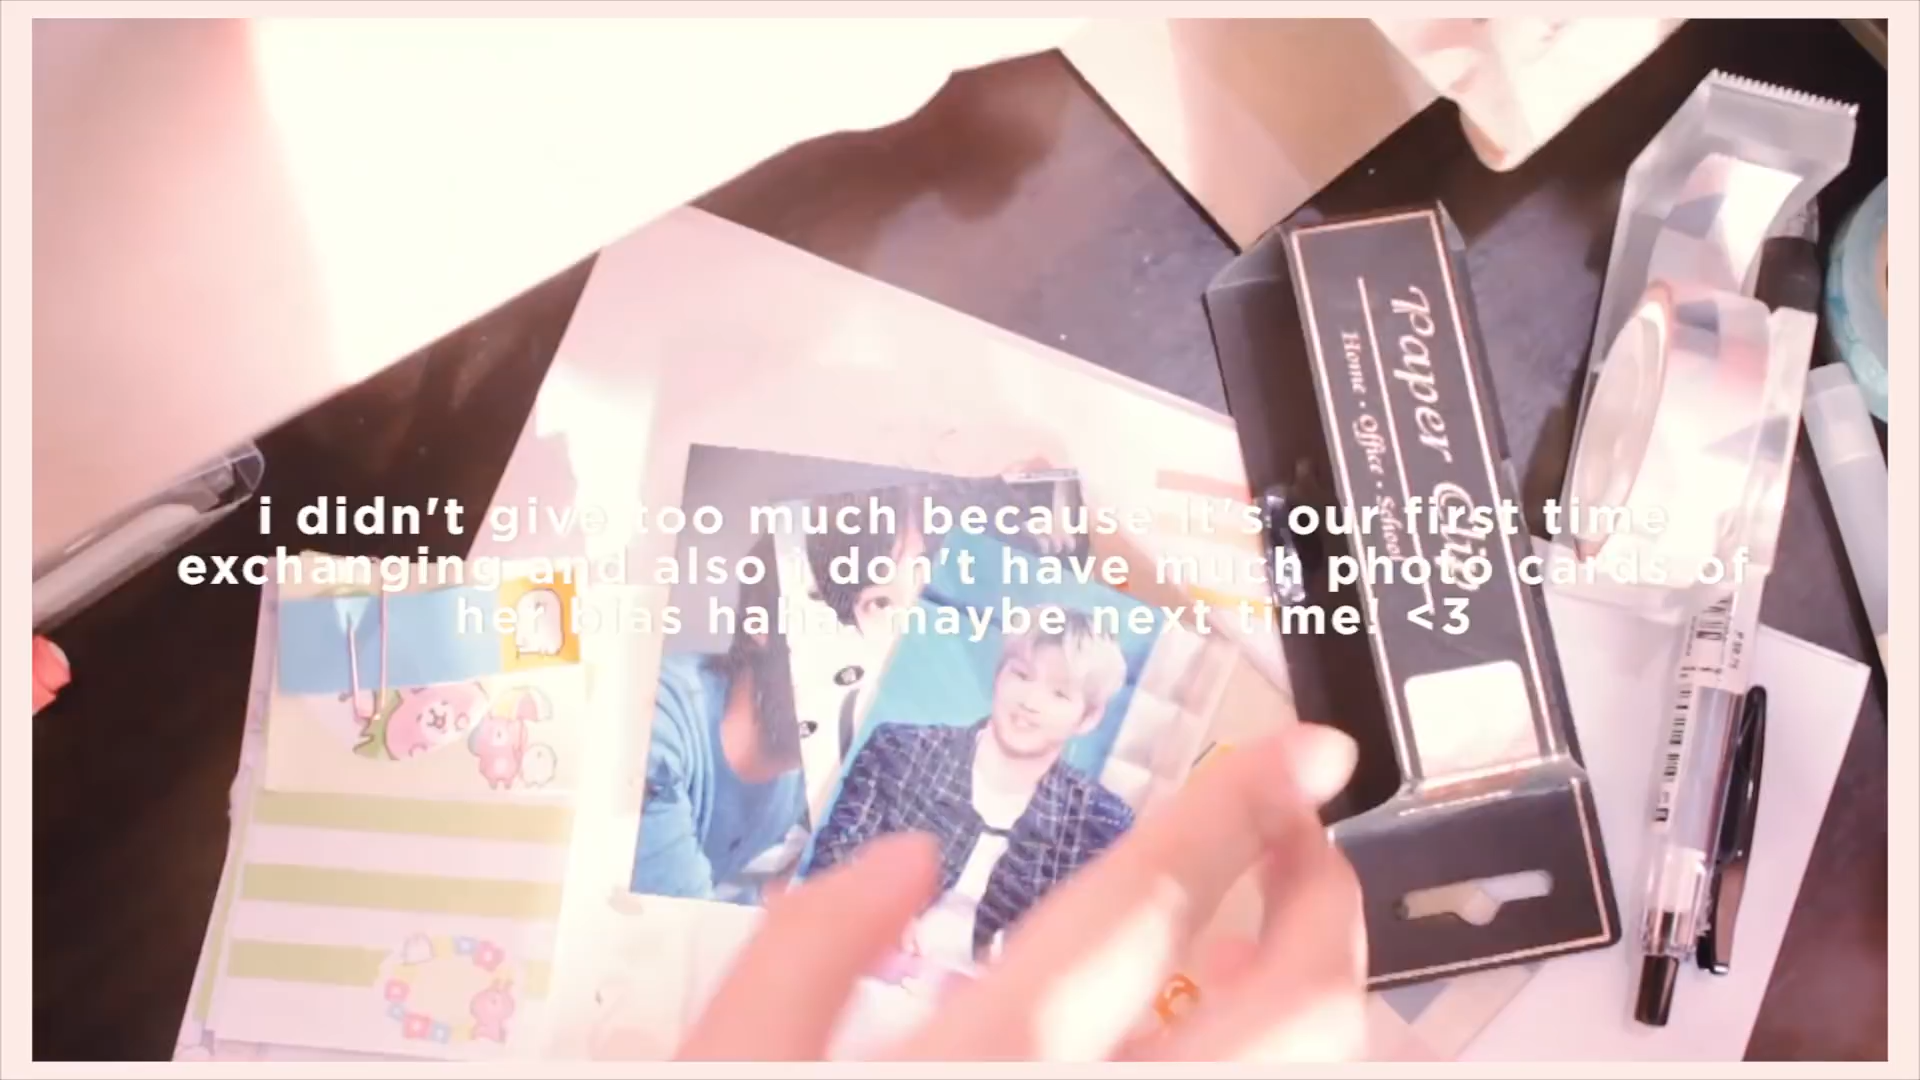 i didn't give too much because it's our first time
exchanging and also i don't have much photo cards of
her bias haha. maybe next time! <3
Paper Clip
Home · Office · School